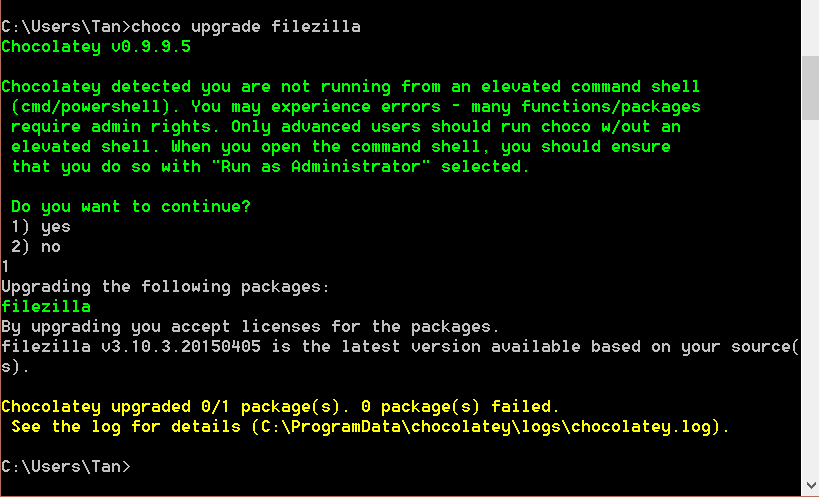 C:\Users\Tan>choco upgrade filezilla
Chocolatey v0.9.9.5
Chocolatey detected you are not running from an elevated command shell
(cmd/powershell). You may experience errors - many functions/packages
require admin rights. Only advanced users should run choco w/out an
elevated shell. When you open the command shell, you should ensure
that you do so with "Run as Administrator" selected.
Do you want to continue?
1) yes
2) no
1
Upgrading the following packages:
filezilla
By upgrading you accept licenses for the packages.
filezilla v3.10.3.20150405 is the latest version available based on your source(
s).
Chocolatey upgraded 0/1 package(s). 0 package(s) failed.
See the log for details (C:\ProgramData\chocolatey\logs\chocolatey.log).
C:\Users\Tan>